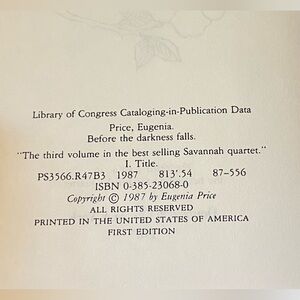 Library of Congress Cataloging-in-Publication Data
Price, Eugenia.
Before the darkness falls.
"The third volume in the best selling Savannah quartet."
I. Title.
PS3566.R47B3 1987 813'.54 87-556
ISBN 0-385-23068-0
Copyright © 1987 by Eugenia Price
ALL RIGHTS RESERVED
PRINTED IN THE UNITED STATES OF AMERICA
FIRST EDITION